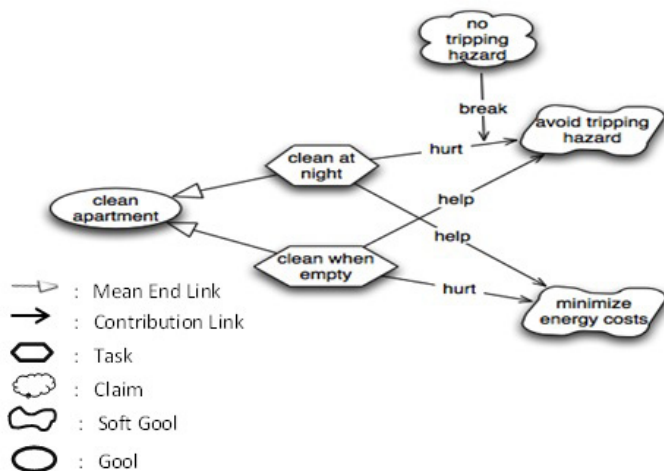 no
tripping
hazard
break
avoid tripping
hazard
hurt
clean at
night
help
clean
apartment
help
clean when
empty
hurt
minimize
energy costs
: Mean End Link
: Contribution Link
: Task
: Claim
: Soft Gool
: Gool